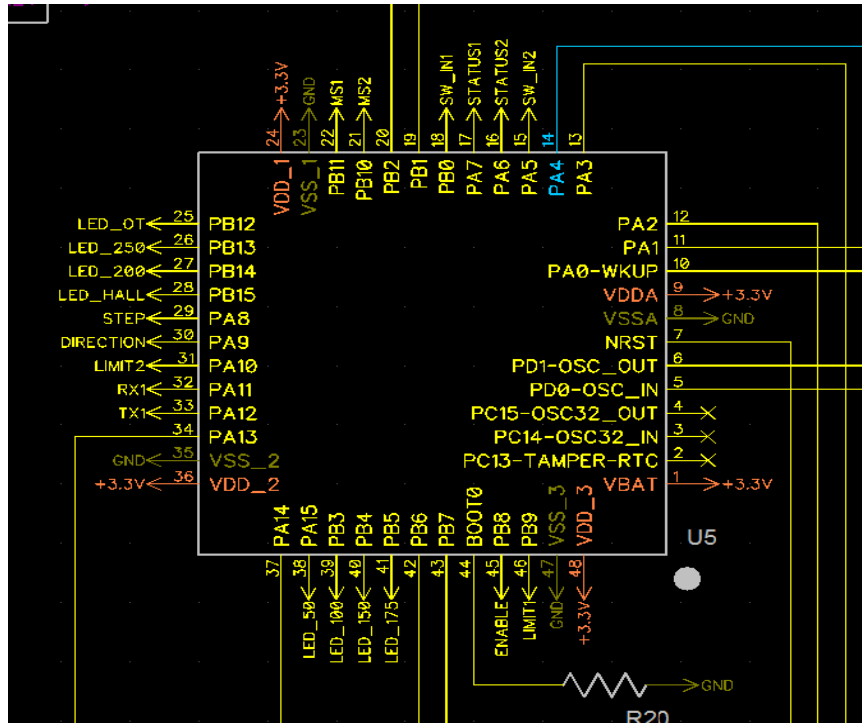 +3.3V
GND
MS1
MS2
SW_IN1
STATUS1
STATUS2
SW_IN2
24
23
22
21
20
19
18
17
16
15
14
13
VDD_1
VSS_1
PB11
PB10
PB2
PB1
PB0
PA7
PA6
PA5
PA4
PA3
LED_OT 25 PB12
LED_250 26 PB13
LED_200 27 PB14
LED_HALL 28 PB15
STEP 29 PA8
DIRECTION 30 PA9
LIMIT2 31 PA10
RX1 32 PA11
TX1 33 PA12
34 PA13
GND 35 VSS_2
+3.3V 36 VDD_2
PA2 12
PA1 11
PA0-WKUP 10
VDDA 9 +3.3V
VSSA 8 GND
NRST 7
PD1-OSC_OUT 6
PD0-OSC_IN 5
PC15-OSC32_OUT 4
PC14-OSC32_IN 3
PC13-TAMPER-RTC 2
VBAT 1 +3.3V
PA14
PA15
PB3
PB4
PB5
PB6
PB7
BOOT0
PB8
PB9
VSS_3
VDD_3
37
38
39
40
41
42
43
44
45
46
47
48
LED_50
LED_100
LED_150
LED_175
ENABLE
LIMIT1
GND
+3.3V
U5
GND
R20